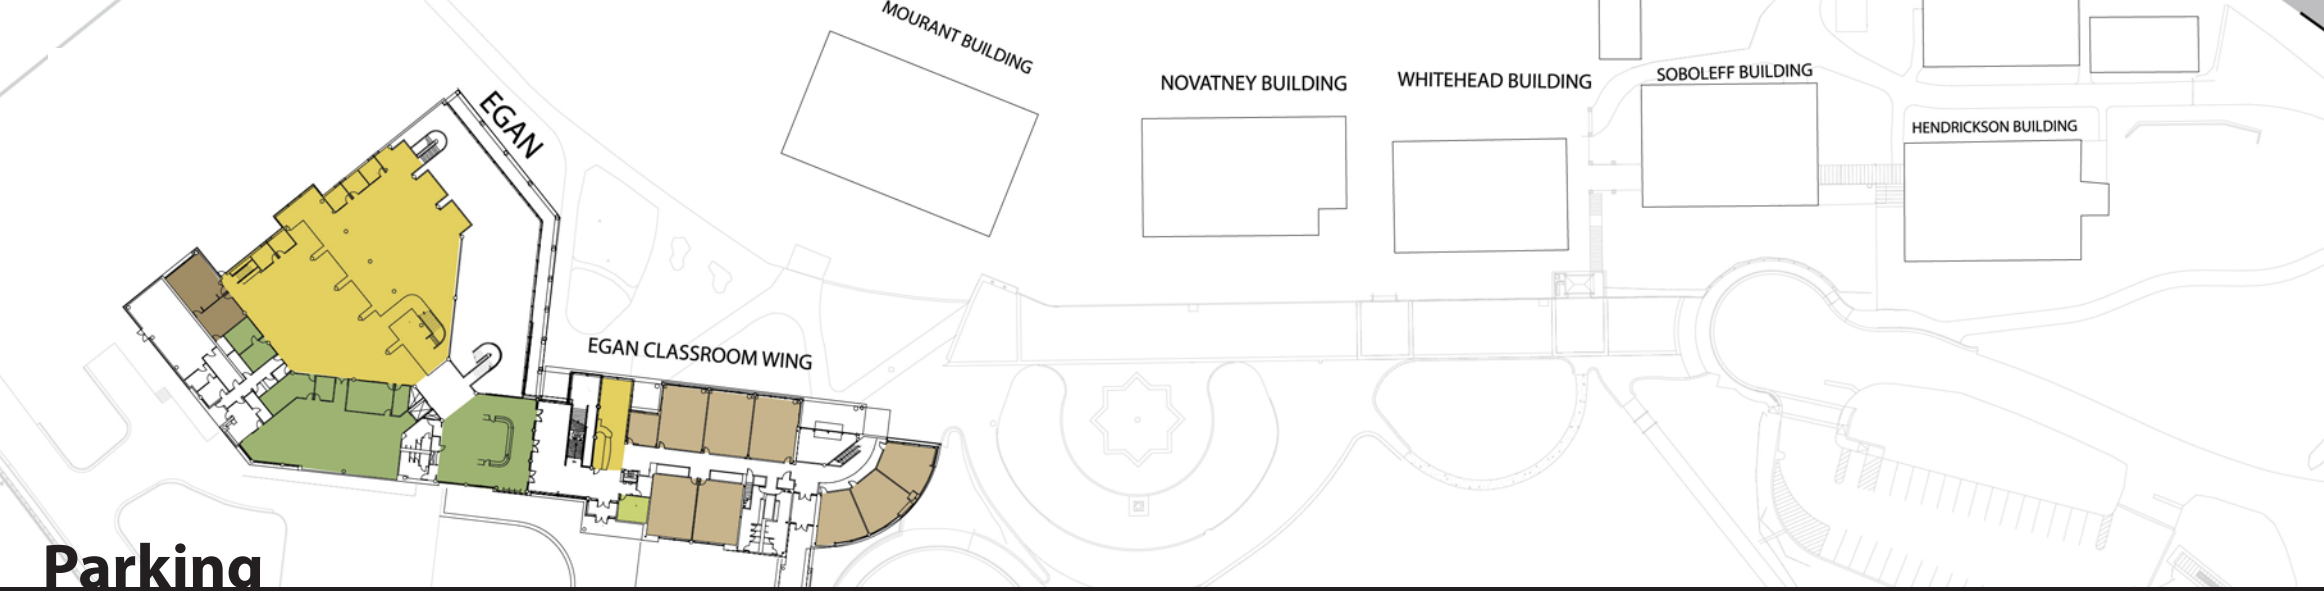 MOURANT BUILDING
EGAN
NOVATNEY BUILDING
WHITEHEAD BUILDING
SOBOLEFF BUILDING
HENDRICKSON BUILDING
EGAN CLASSROOM WING
Parking